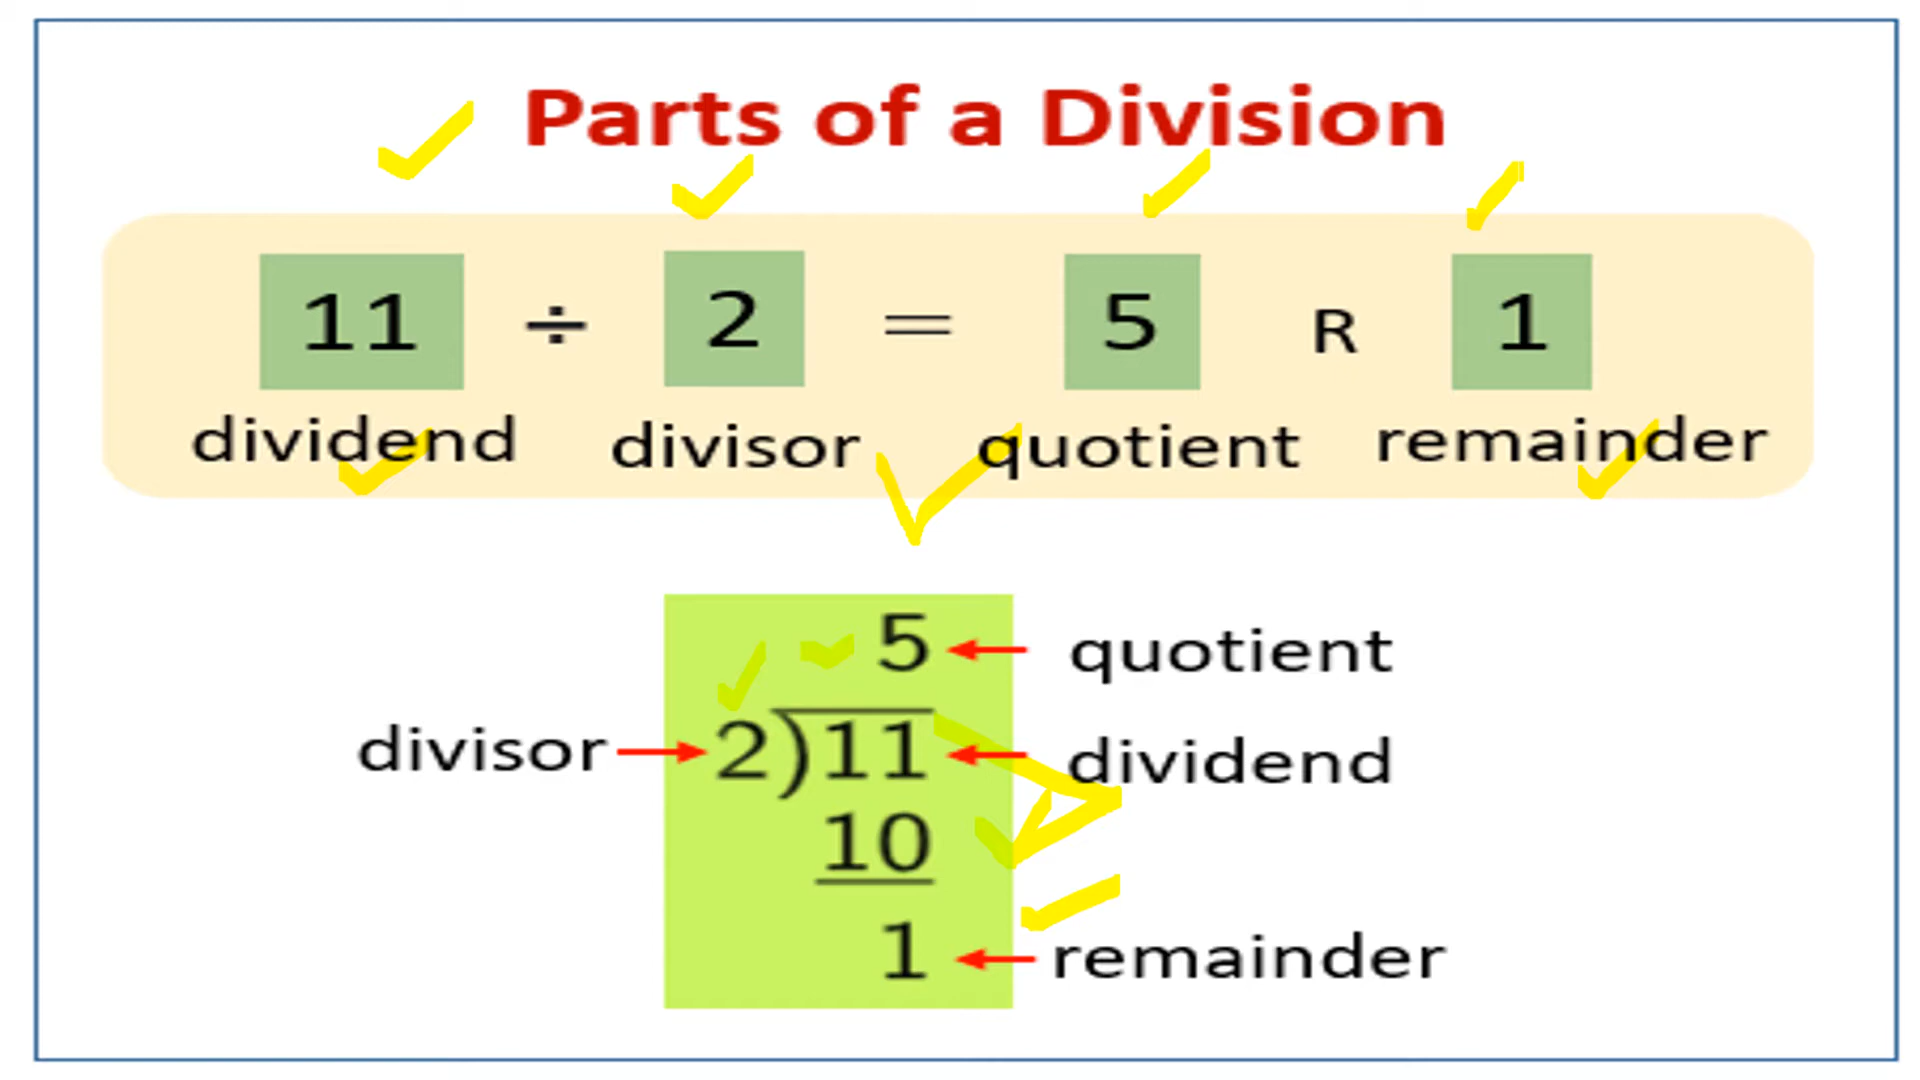 Parts of a Division
11 ÷ 2 = 5 R 1
dividend divisor quotient remainder
5 quotient
divisor 2)11 dividend
10
1 remainder